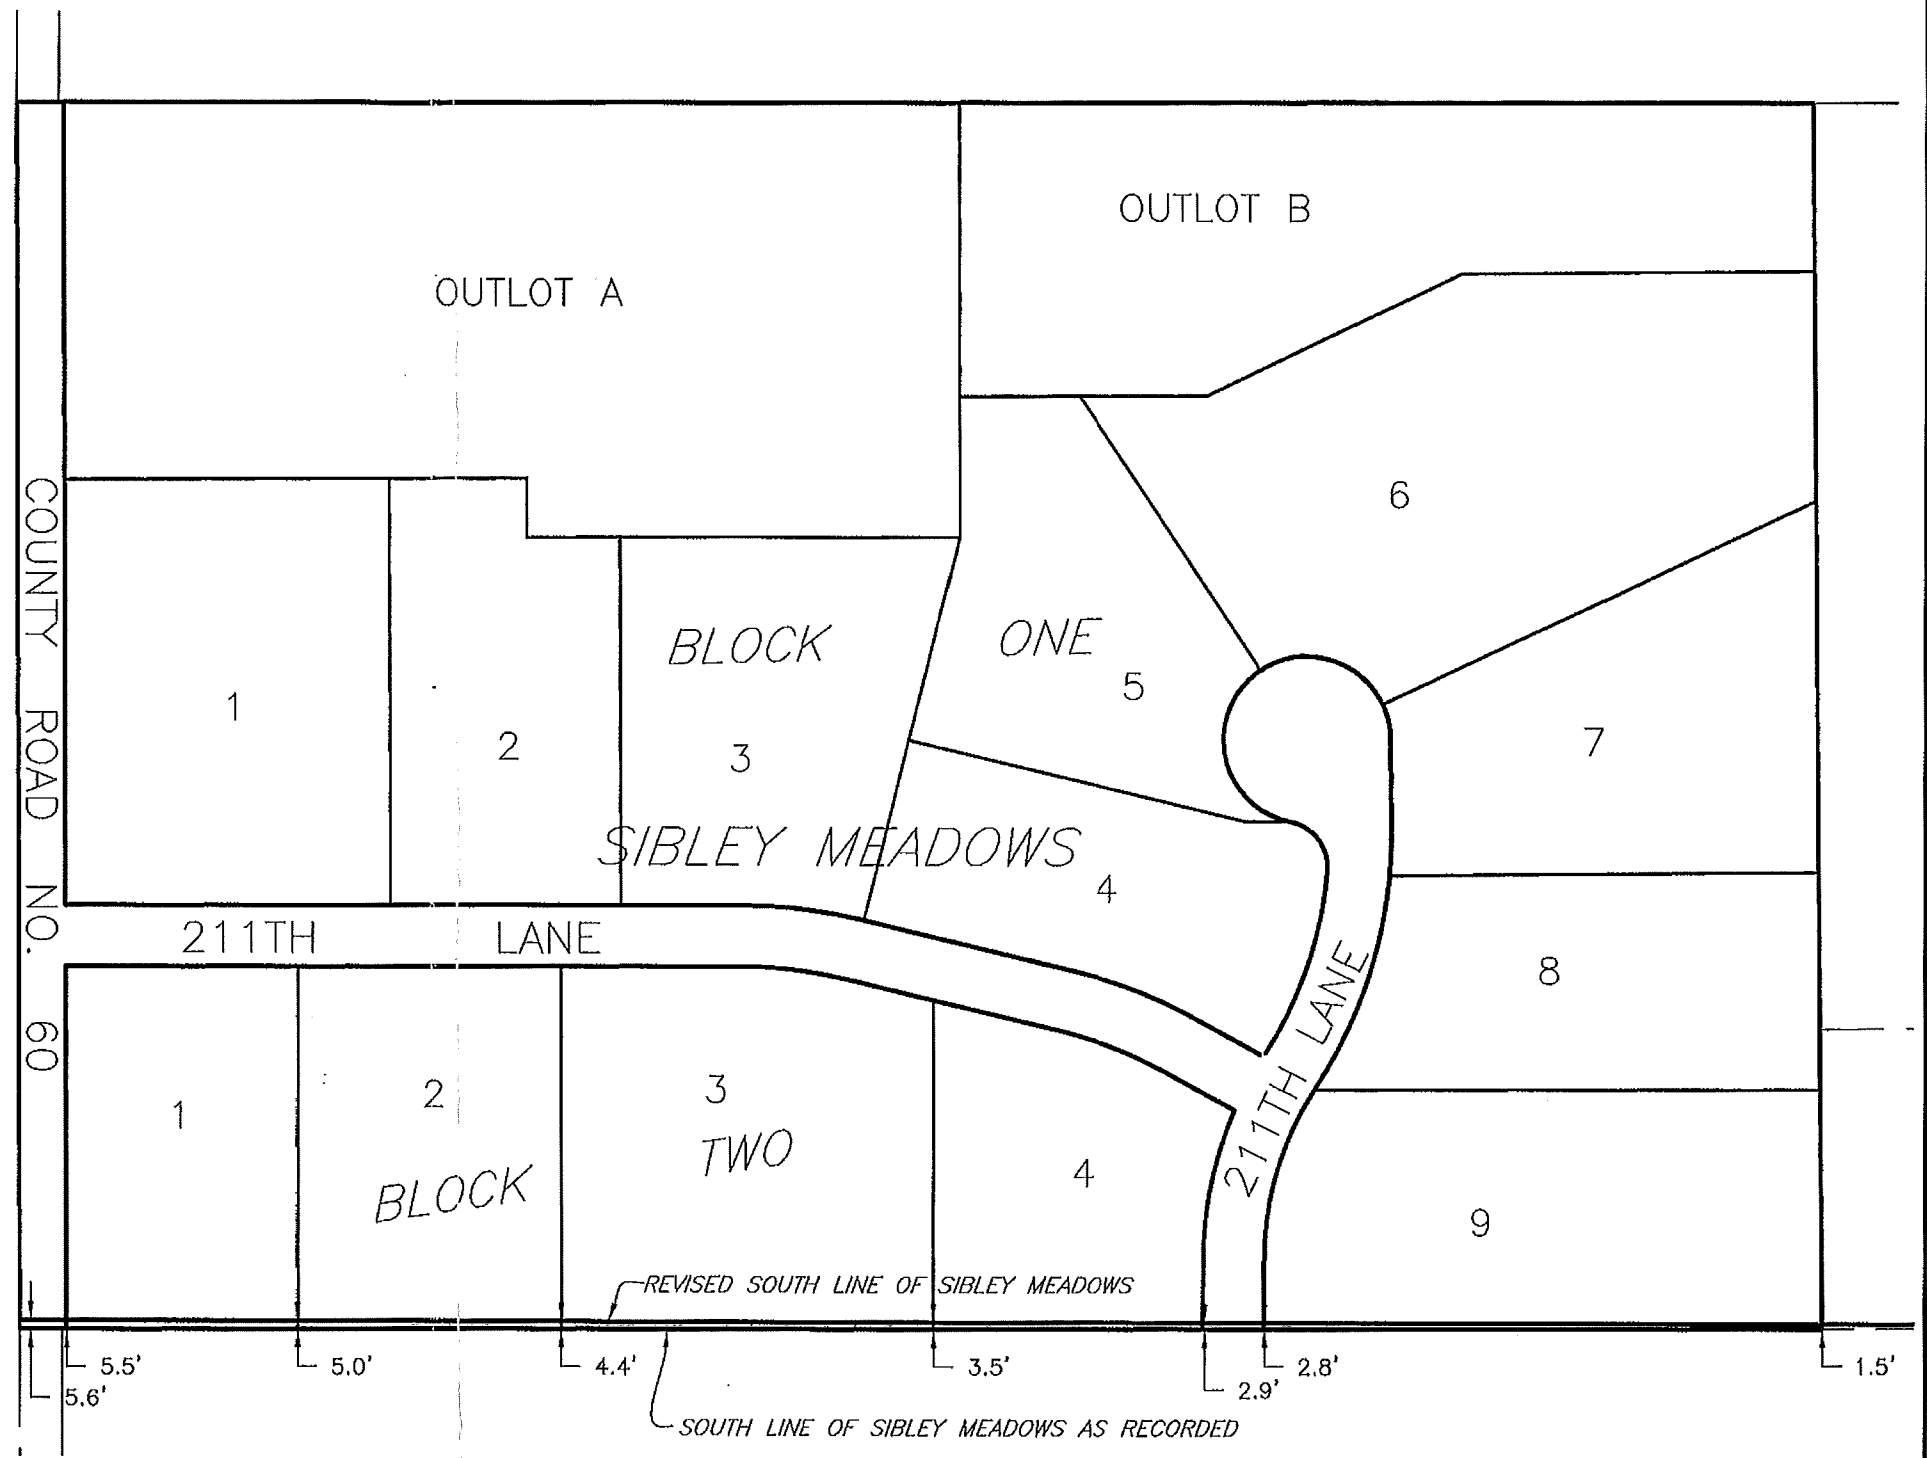 OUTLOT B
OUTLOT A
COUNTY ROAD NO. 60
6
BLOCK ONE
5
1
2
3
7
SIBLEY MEADOWS
4
211TH LANE
8
211TH LANE
1
2
3
BLOCK TWO
4
9
REVISED SOUTH LINE OF SIBLEY MEADOWS
5.5'
5.0'
4.4'
3.5'
2.8'
1.5'
5.6'
2.9'
SOUTH LINE OF SIBLEY MEADOWS AS RECORDED